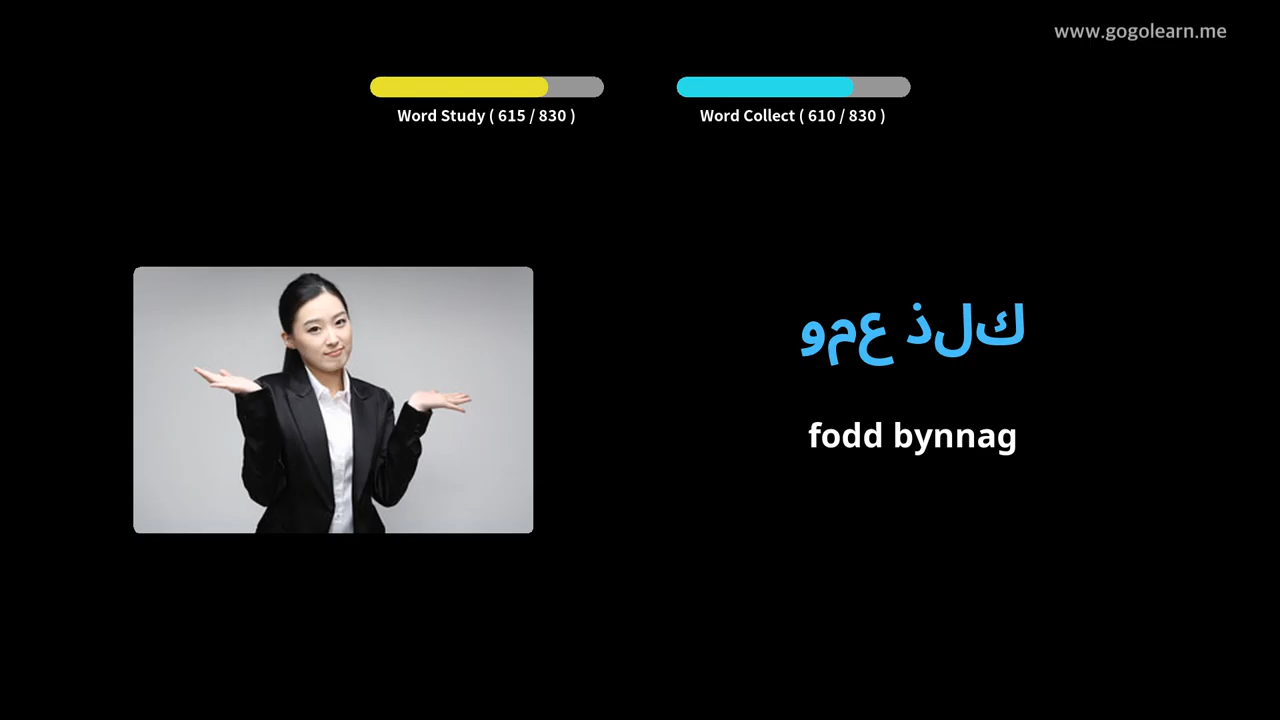 www.gogolearn.me
Word Study ( 615 / 830 )
Word Collect ( 610 / 830 )
ومع ذلك
fodd bynnag